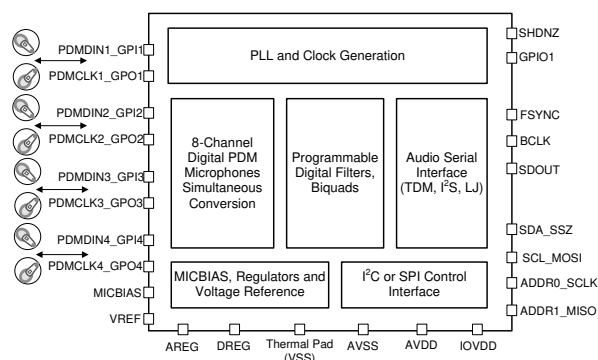 PDMDIN1_GPI1
PDMCLK1_GPO1
PDMDIN2_GPI2
PDMCLK2_GPO2
PDMDIN3_GPI3
PDMCLK3_GPO3
PDMDIN4_GPI4
PDMCLK4_GPO4
MICBIAS
VREF
PLL and Clock Generation
8-Channel
Digital PDM
Microphones
Simultaneous
Conversion
Programmable
Digital Filters,
Biquads
Audio Serial
Interface
(TDM, I²S, LJ)
MICBIAS, Regulators and
Voltage Reference
I²C or SPI Control
Interface
SHDNZ
GPIO1
FSYNC
BCLK
SDOUT
SDA_SSZ
SCL_MOSI
ADDR0_SCLK
ADDR1_MISO
AREG
DREG
Thermal Pad
(VSS)
AVSS
AVDD
IOVDD